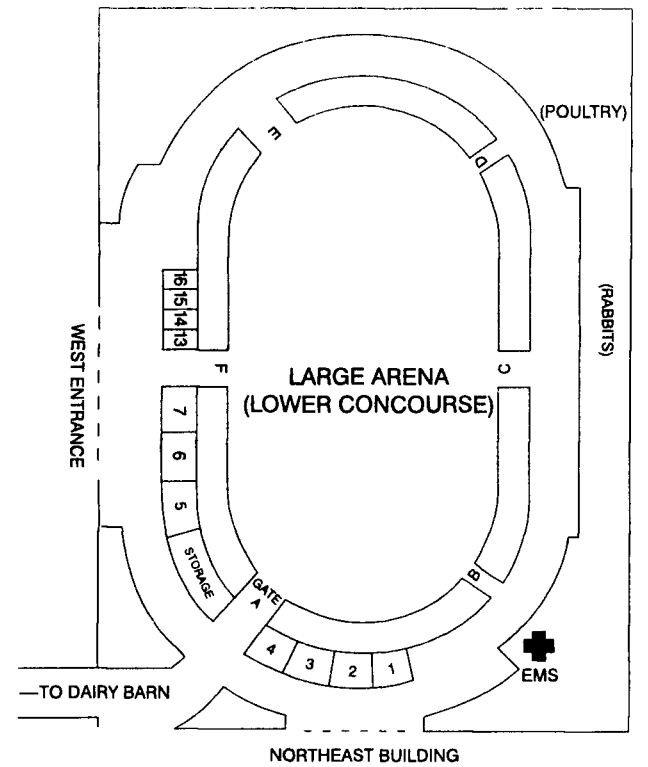 (POULTRY)
E
D
16
15
14
13
(RABBITS)
WEST ENTRANCE
F
LARGE ARENA
(LOWER CONCOURSE)
C
7
6
5
STORAGE
GATE
A
B
4
3
2
1
EMS
—TO DAIRY BARN
NORTHEAST BUILDING